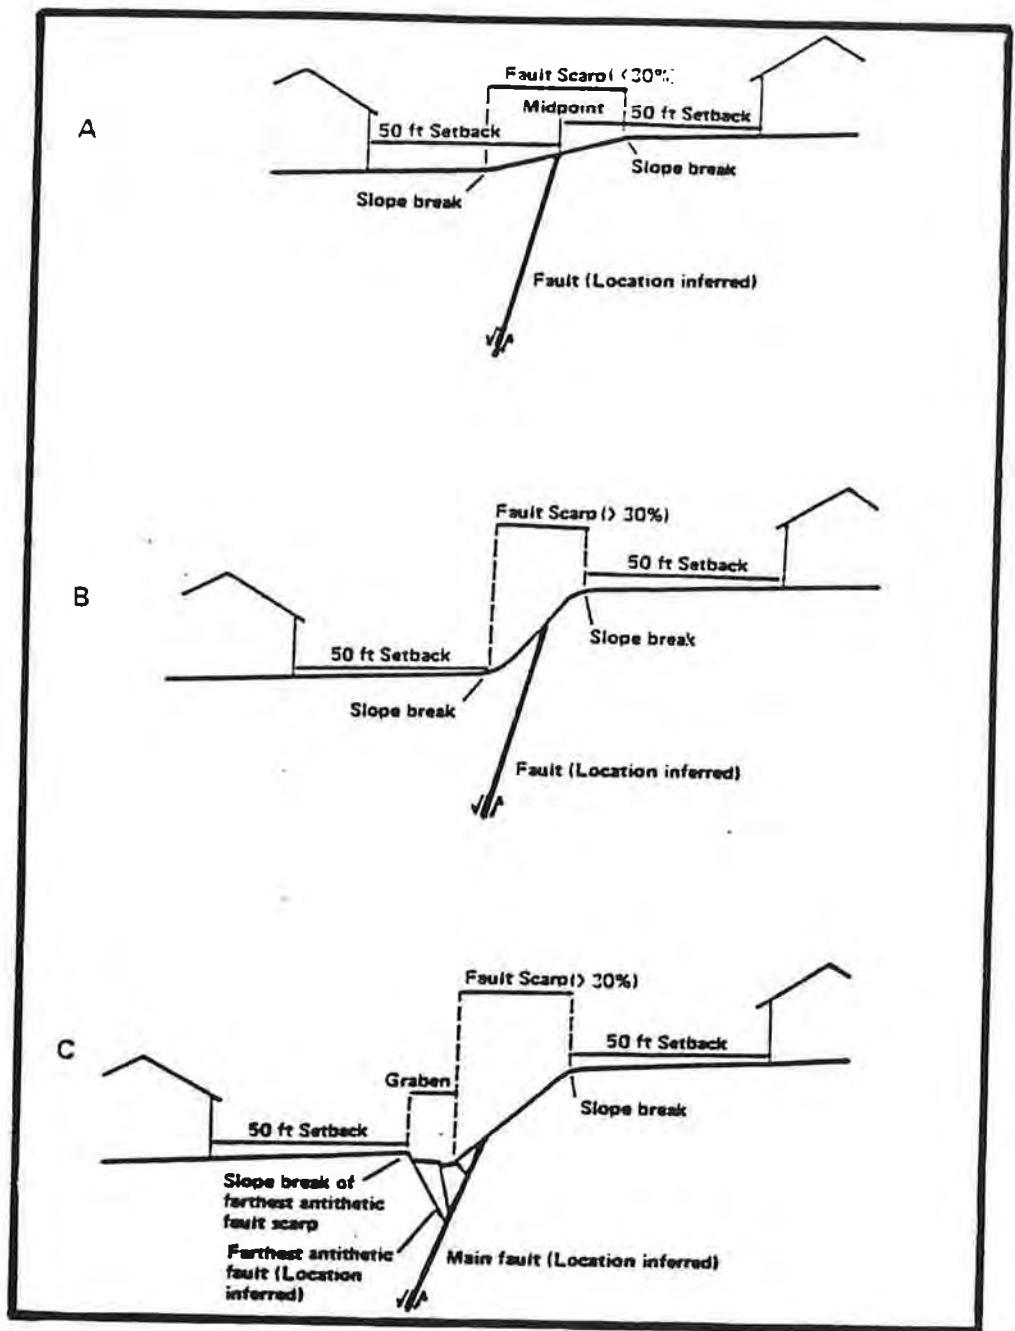 A
Fault Scarp (<30%)
Midpoint
50 ft Setback
50 ft Setback
Slope break
Slope break
Fault (Location inferred)
B
Fault Scarp (> 30%)
50 ft Setback
Slope break
50 ft Setback
Slope break
Fault (Location inferred)
C
Fault Scarp (> 30%)
50 ft Setback
Graben
Slope break
50 ft Setback
Slope break of
farthest antithetic
fault scarp
Farthest antithetic
fault (Location
inferred)
Main fault (Location inferred)